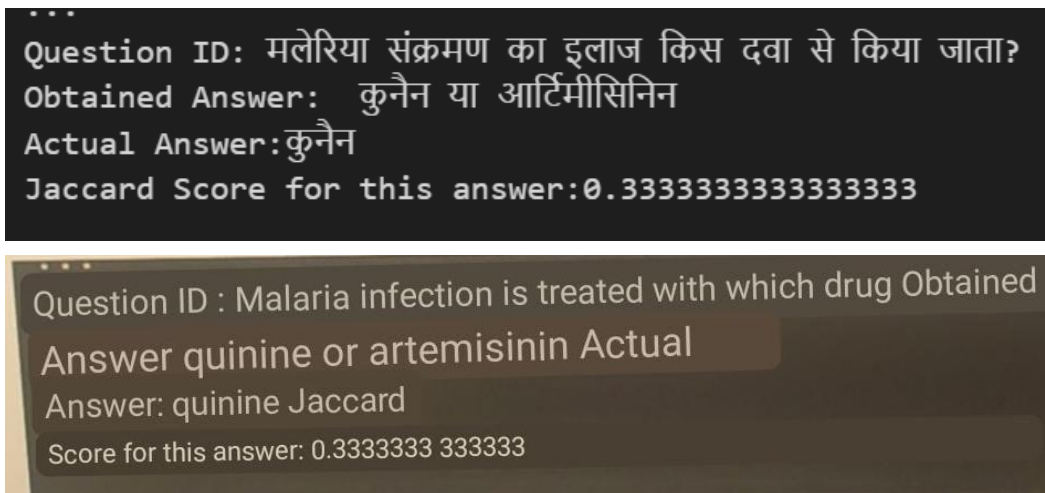 Question ID: मलेरिया संक्रमण का इलाज किस दवा से किया जाता?
Obtained Answer: कुनैन या आर्टिमीसिनिन
Actual Answer:कुनैन
Jaccard Score for this answer:0.3333333333333333
Question ID : Malaria infection is treated with which drug Obtained
Answer quinine or artemisinin Actual
Answer: quinine Jaccard
Score for this answer: 0.3333333 333333